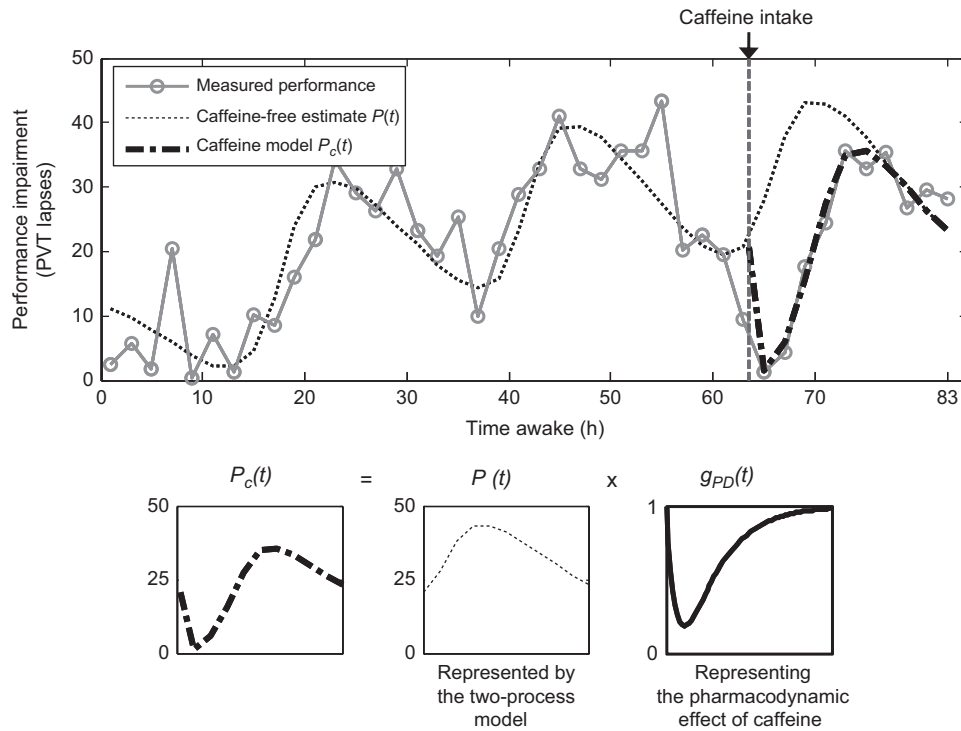 Caffeine intake
50
40
30
20
10
0
Performance impairment
(PVT lapses)
Measured performance
Caffeine-free estimate P(t)
Caffeine model Pc(t)
0 10 20 30 40 50 60 70 83
Time awake (h)
Pc(t) = P (t) x gPD(t)
50
25
0
50
25
0
1
0
Represented by
the two-process
model
Representing
the pharmacodynamic
effect of caffeine